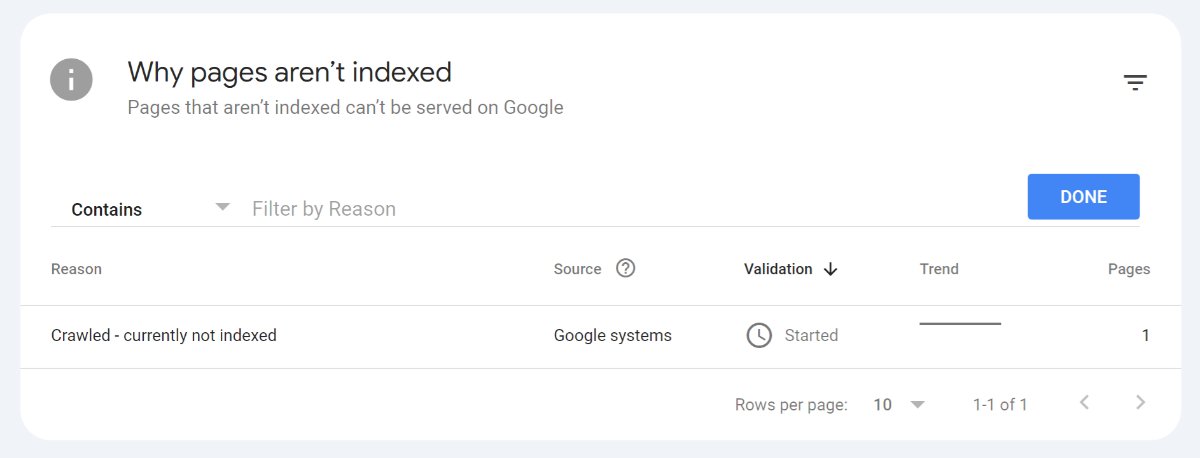 Why pages aren’t indexed
Pages that aren’t indexed can’t be served on Google
Contains Filter by Reason DONE
Reason Source Validation Trend Pages
Crawled - currently not indexed Google systems Started 1
Rows per page: 10 1-1 of 1